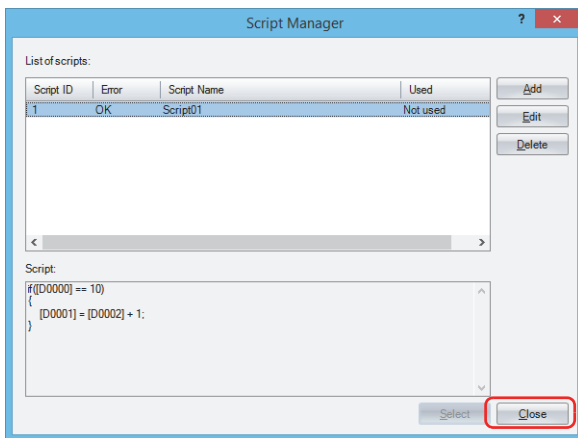 Script Manager
?
×
List of scripts:
Script ID Error Script Name Used
1 OK Script01 Not used
Add
Edit
Delete
Script:
if([D0000] == 10)
{
[D0001] = [D0002] + 1;
}
Select
Close